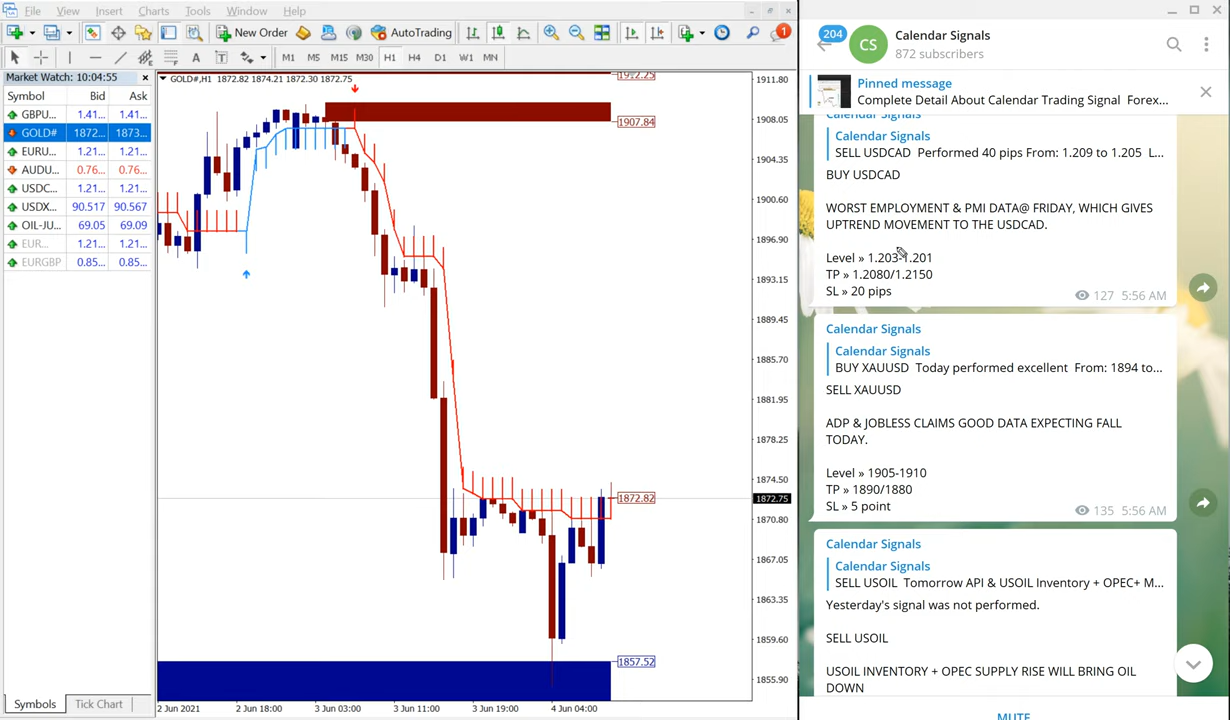 File View Insert Charts Tools Window Help
New Order AutoTrading
A T M1 M5 M15 M30 H1 H4 D1 W1 MN
Market Watch: 10:04:55
Symbol Bid Ask
GBPU... 1.41... 1.41...
GOLD# 1872... 1873...
EURU... 1.21... 1.21...
AUDU... 0.76... 0.76...
USDC... 1.21... 1.21...
USDX... 90.517 90.567
OIL-JU... 69.05 69.09
EUR... 1.21... 1.21...
EURGBP 0.85... 0.85...
Symbols Tick Chart
GOLD#,H1 1872.82 1874.21 1872.30 1872.75
1912.25
1907.84
1872.82
1857.52
1911.80
1908.05
1904.35
1900.60
1896.90
1893.15
1889.45
1885.70
1881.95
1878.25
1874.50
1872.75
1870.80
1867.05
1863.35
1859.60
1855.90
2 Jun 2021 2 Jun 18:00 3 Jun 03:00 3 Jun 11:00 3 Jun 19:00 4 Jun 04:00
204
CS
Calendar Signals
872 subscribers
Pinned message
Complete Detail About Calendar Trading Signal Forex...
Calendar Signals
Calendar Signals
SELL USDCAD Performed 40 pips From: 1.209 to 1.205 L...
BUY USDCAD
WORST EMPLOYMENT & PMI DATA@ FRIDAY, WHICH GIVES
UPTREND MOVEMENT TO THE USDCAD.
Level » 1.203-1.201
TP » 1.2080/1.2150
SL » 20 pips
127 5:56 AM
Calendar Signals
Calendar Signals
BUY XAUUSD Today performed excellent From: 1894 to...
SELL XAUUSD
ADP & JOBLESS CLAIMS GOOD DATA EXPECTING FALL
TODAY.
Level » 1905-1910
TP » 1890/1880
SL » 5 point
135 5:56 AM
Calendar Signals
Calendar Signals
SELL USOIL Tomorrow API & USOIL Inventory + OPEC+ M...
Yesterday's signal was not performed.
SELL USOIL
USOIL INVENTORY + OPEC SUPPLY RISE WILL BRING OIL
DOWN
MUTE